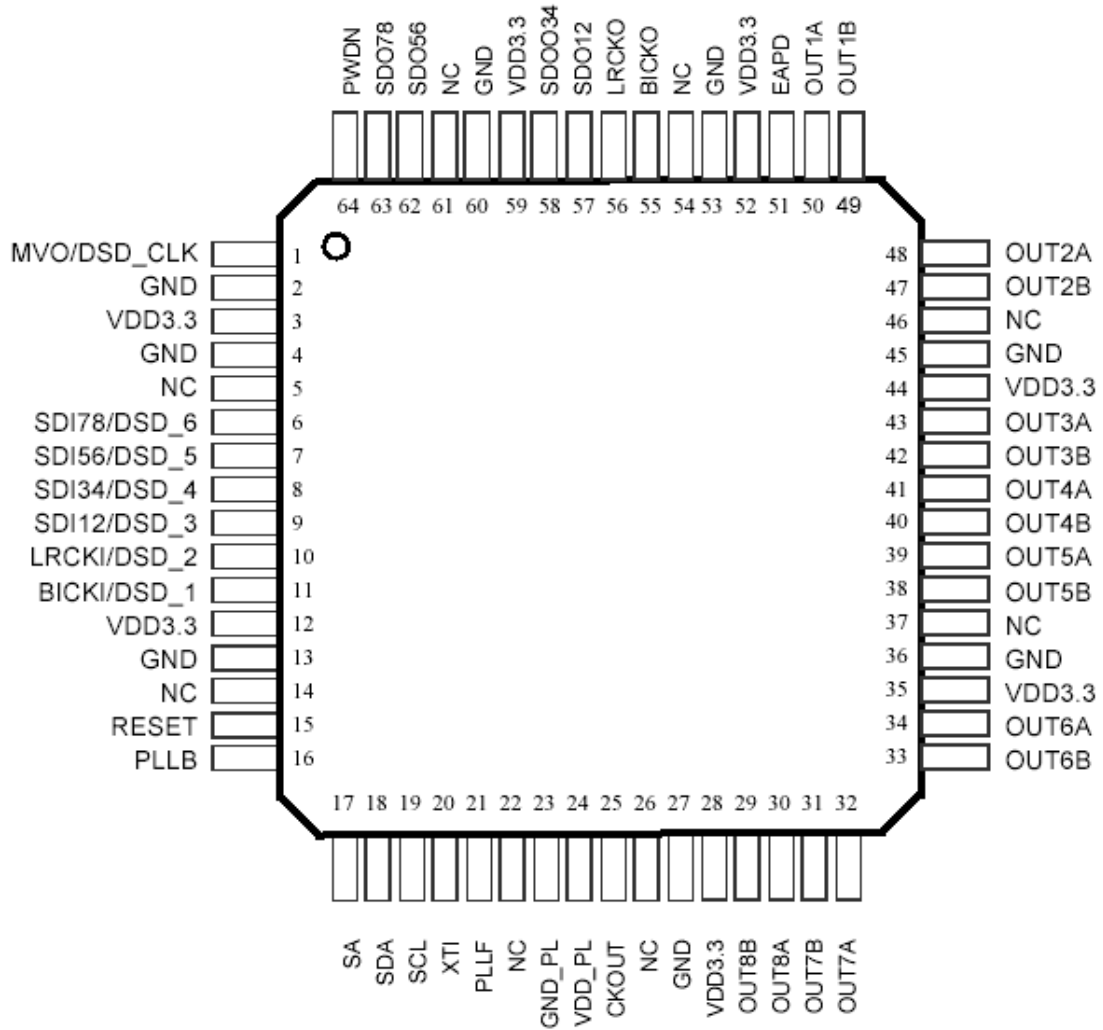 PWDN
SDO78
SDO56
NC
GND
VDD3.3
SDOO34
SDO12
LRCKO
BICKO
NC
GND
VDD3.3
EAPD
OUT1A
OUT1B
64 63 62 61 60 59 58 57 56 55 54 53 52 51 50 49
MVO/DSD_CLK 1
GND 2
VDD3.3 3
GND 4
NC 5
SDI78/DSD_6 6
SDI56/DSD_5 7
SDI34/DSD_4 8
SDI12/DSD_3 9
LRCKI/DSD_2 10
BICKI/DSD_1 11
VDD3.3 12
GND 13
NC 14
RESET 15
PLLB 16
48 OUT2A
47 OUT2B
46 NC
45 GND
44 VDD3.3
43 OUT3A
42 OUT3B
41 OUT4A
40 OUT4B
39 OUT5A
38 OUT5B
37 NC
36 GND
35 VDD3.3
34 OUT6A
33 OUT6B
17 18 19 20 21 22 23 24 25 26 27 28 29 30 31 32
SA
SDA
SCL
XTI
PLLF
NC
GND_PL
VDD_PL
CKOUT
NC
GND
VDD3.3
OUT8B
OUT8A
OUT7B
OUT7A